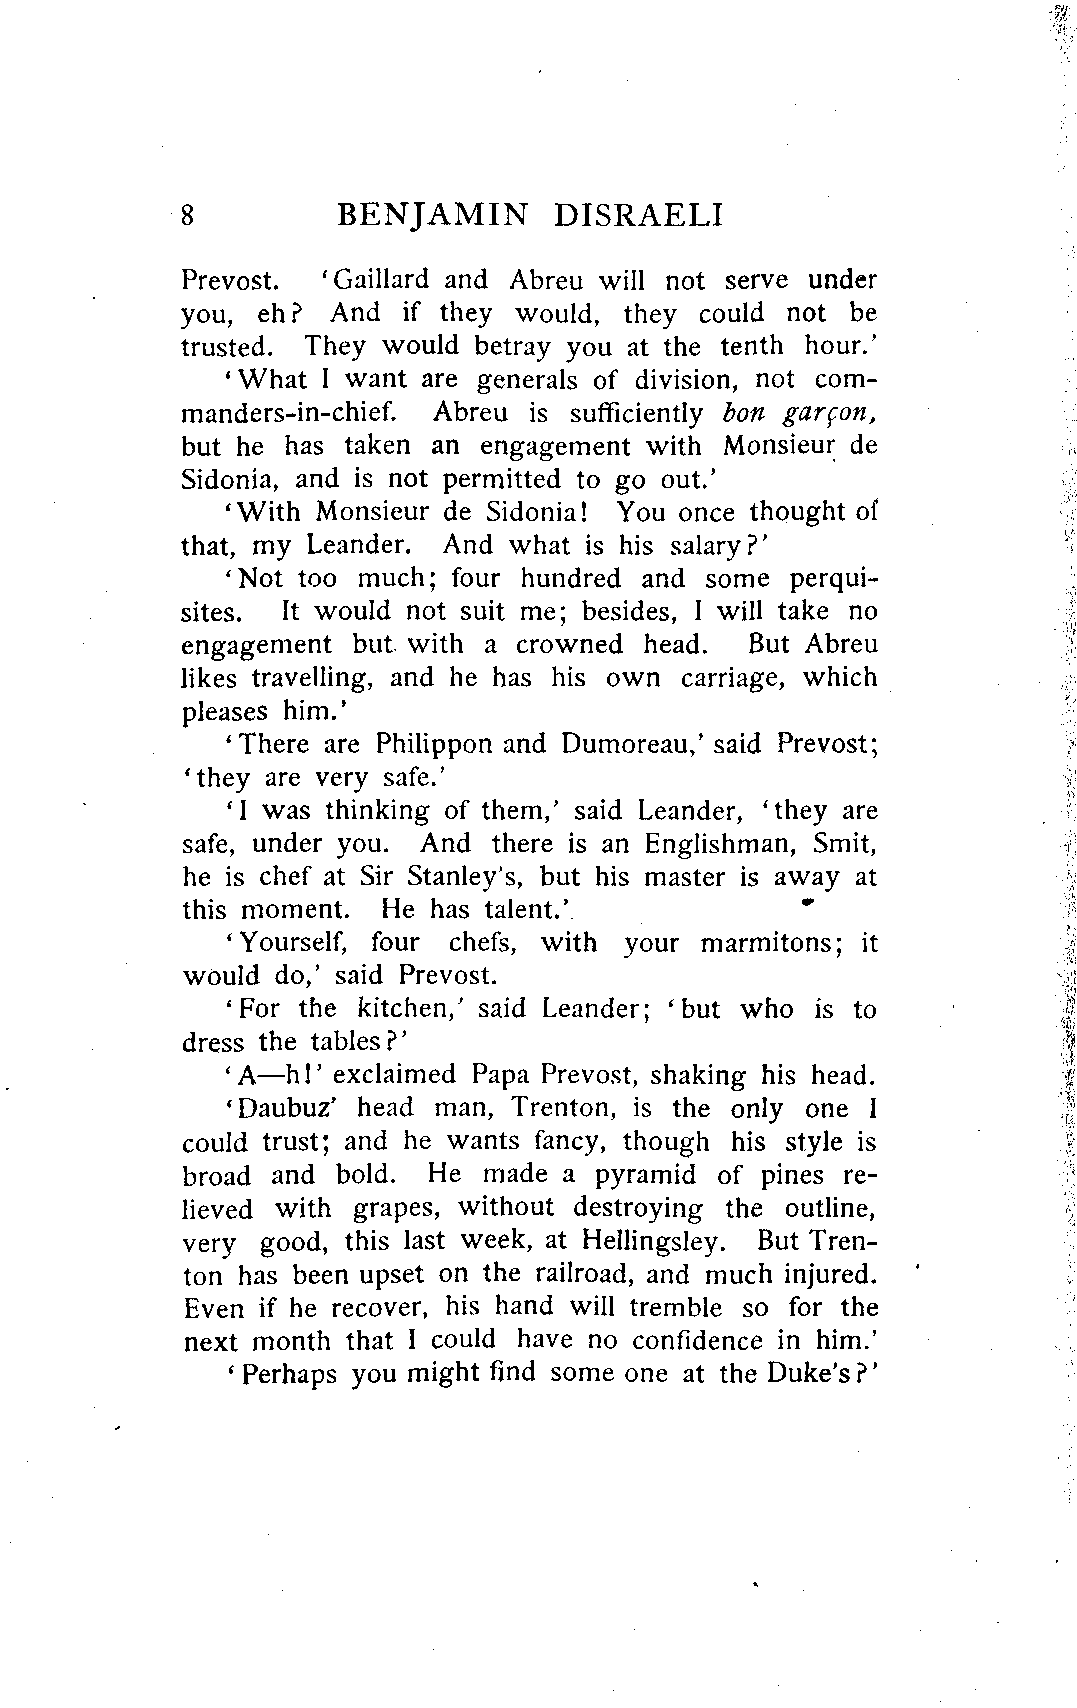 8 BENJAMIN DISRAELI
Prevost. ‘Gaillard and Abreu will not serve under
you, eh? And if they would, they could not be
trusted. They would betray you at the tenth hour.’
‘What I want are generals of division, not com-
manders-in-chief. Abreu is sufficiently bon garçon,
but he has taken an engagement with Monsieur de
Sidonia, and is not permitted to go out.’
‘With Monsieur de Sidonia! You once thought of
that, my Leander. And what is his salary?’
‘Not too much; four hundred and some perqui-
sites. It would not suit me; besides, I will take no
engagement but with a crowned head. But Abreu
likes travelling, and he has his own carriage, which
pleases him.’
‘There are Philippon and Dumoreau,’ said Prevost;
‘they are very safe.’
‘I was thinking of them,’ said Leander, ‘they are
safe, under you. And there is an Englishman, Smit,
he is chef at Sir Stanley’s, but his master is away at
this moment. He has talent.’
‘Yourself, four chefs, with your marmitons; it
would do,’ said Prevost.
‘For the kitchen,’ said Leander; ‘but who is to
dress the tables?’
‘A—h!’ exclaimed Papa Prevost, shaking his head.
‘Daubuz’ head man, Trenton, is the only one I
could trust; and he wants fancy, though his style is
broad and bold. He made a pyramid of pines re-
lieved with grapes, without destroying the outline,
very good, this last week, at Hellingsley. But Tren-
ton has been upset on the railroad, and much injured.
Even if he recover, his hand will tremble so for the
next month that I could have no confidence in him.’
‘Perhaps you might find some one at the Duke’s?’